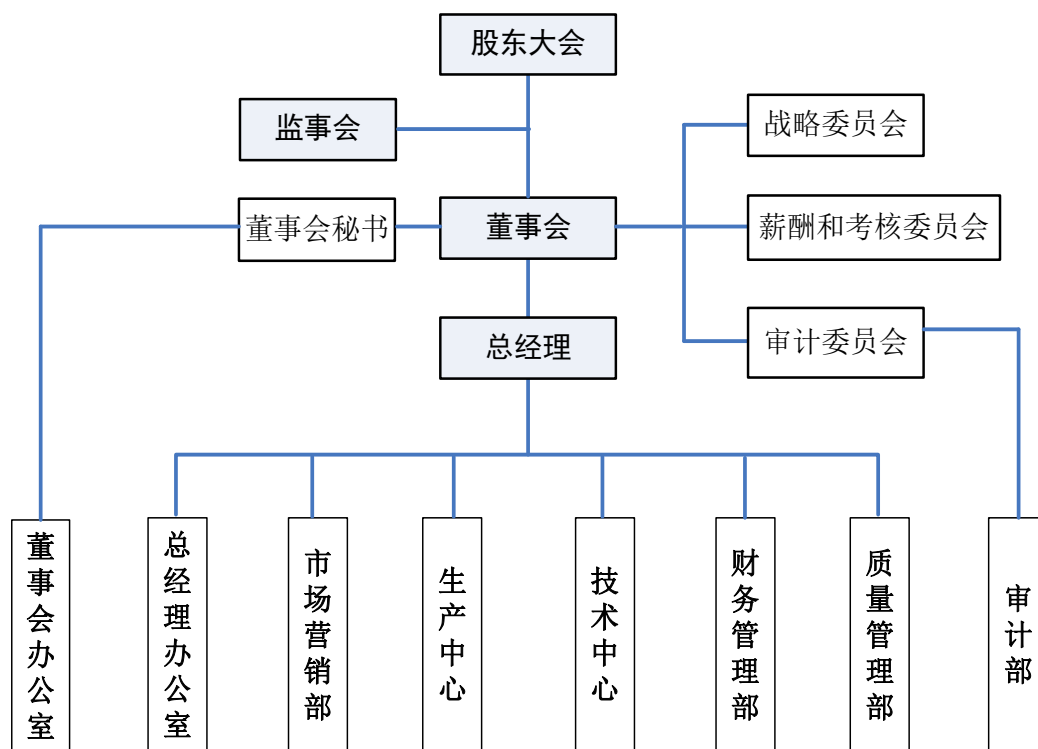 股东大会
监事会
战略委员会
董事会秘书
董事会
薪酬和考核委员会
总经理
审计委员会
董事会办公室
总经理办公室
市场营销部
生产中心
技术中心
财务管理部
质量管理部
审计部